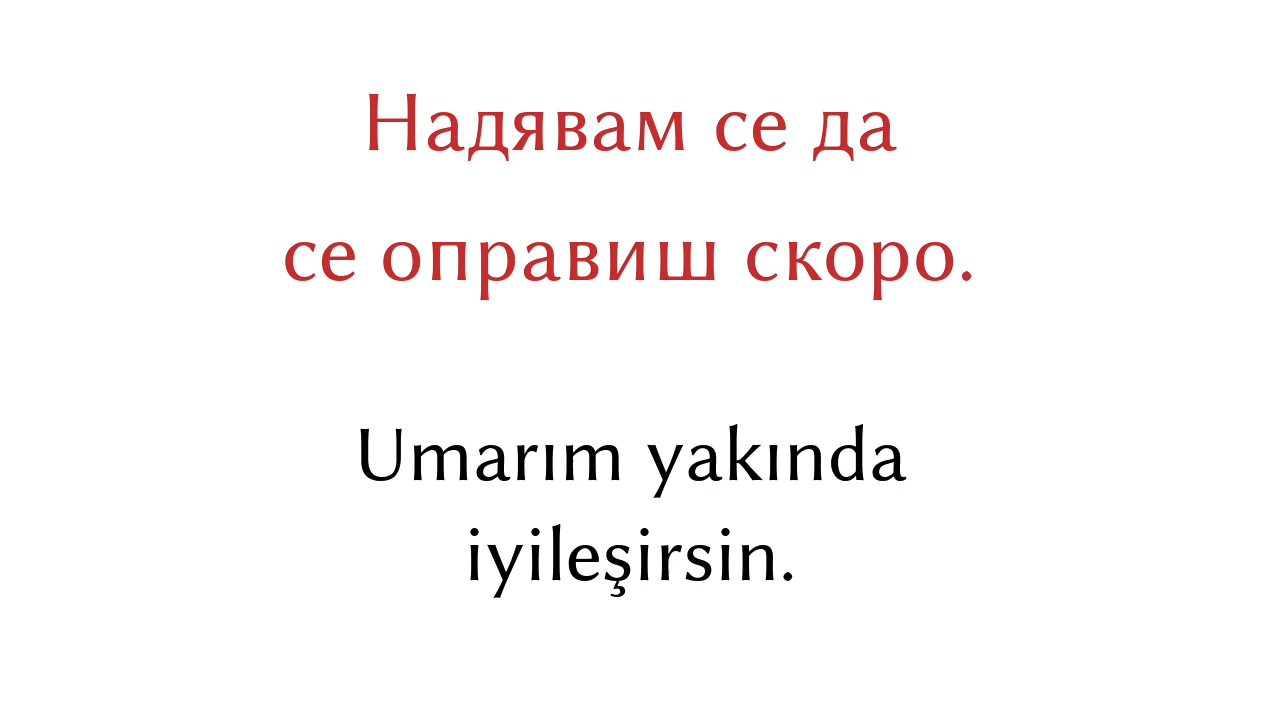 Надявам се да
се оправиш скоро.
Umarım yakında
iyileşirsin.